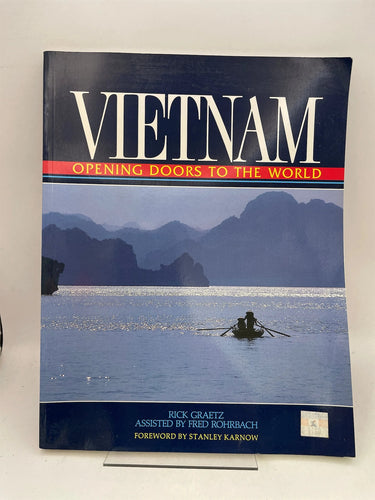 VIETNAM
OPENING DOORS TO THE WORLD
RICK GRAETZ
ASSISTED BY FRED ROHRBACH
FOREWORD BY STANLEY KARNOW